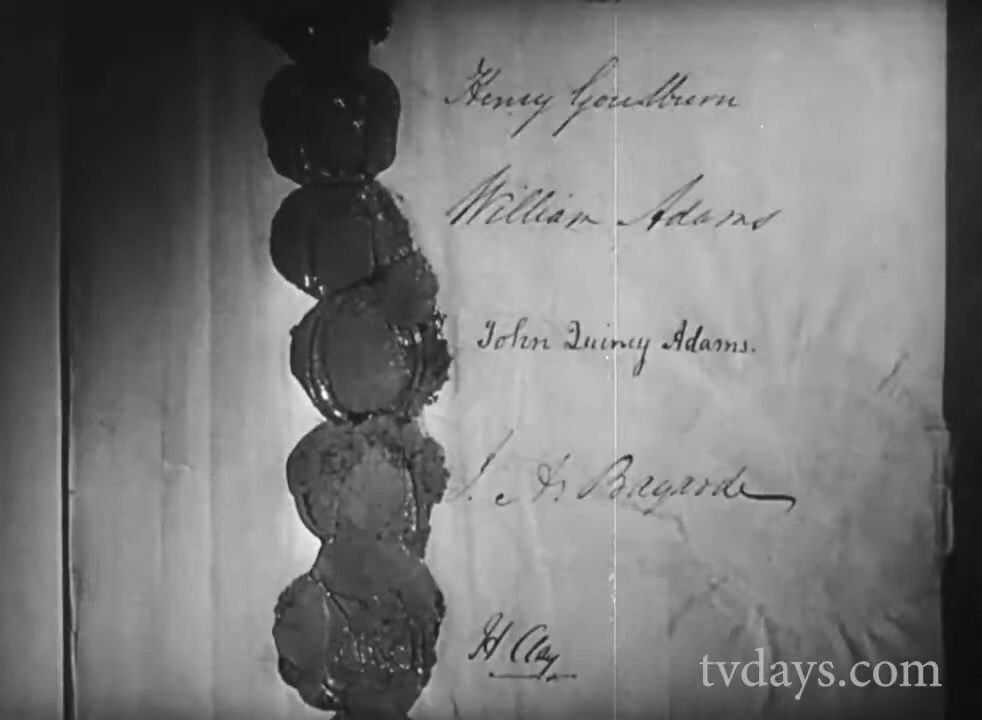 Henry Goulburn
William Adams
John Quincy Adams.
J. A. Bayard
H Clay
tvdays.com